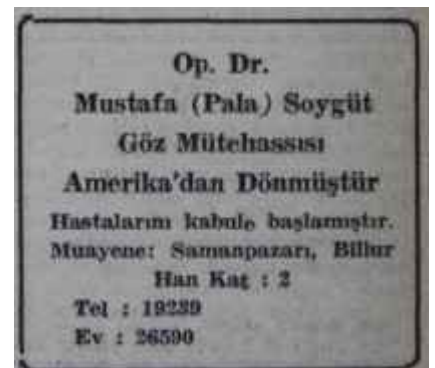 Op. Dr.
Mustafa (Pala) Soygüt
Göz Mütehassısı
Amerika'dan Dönmüştür
Hastalarını kabule başlamıştır.
Muayene: Samanpazarı, Billur
Han Kat : 2
Tel : 19239
Ev : 26590